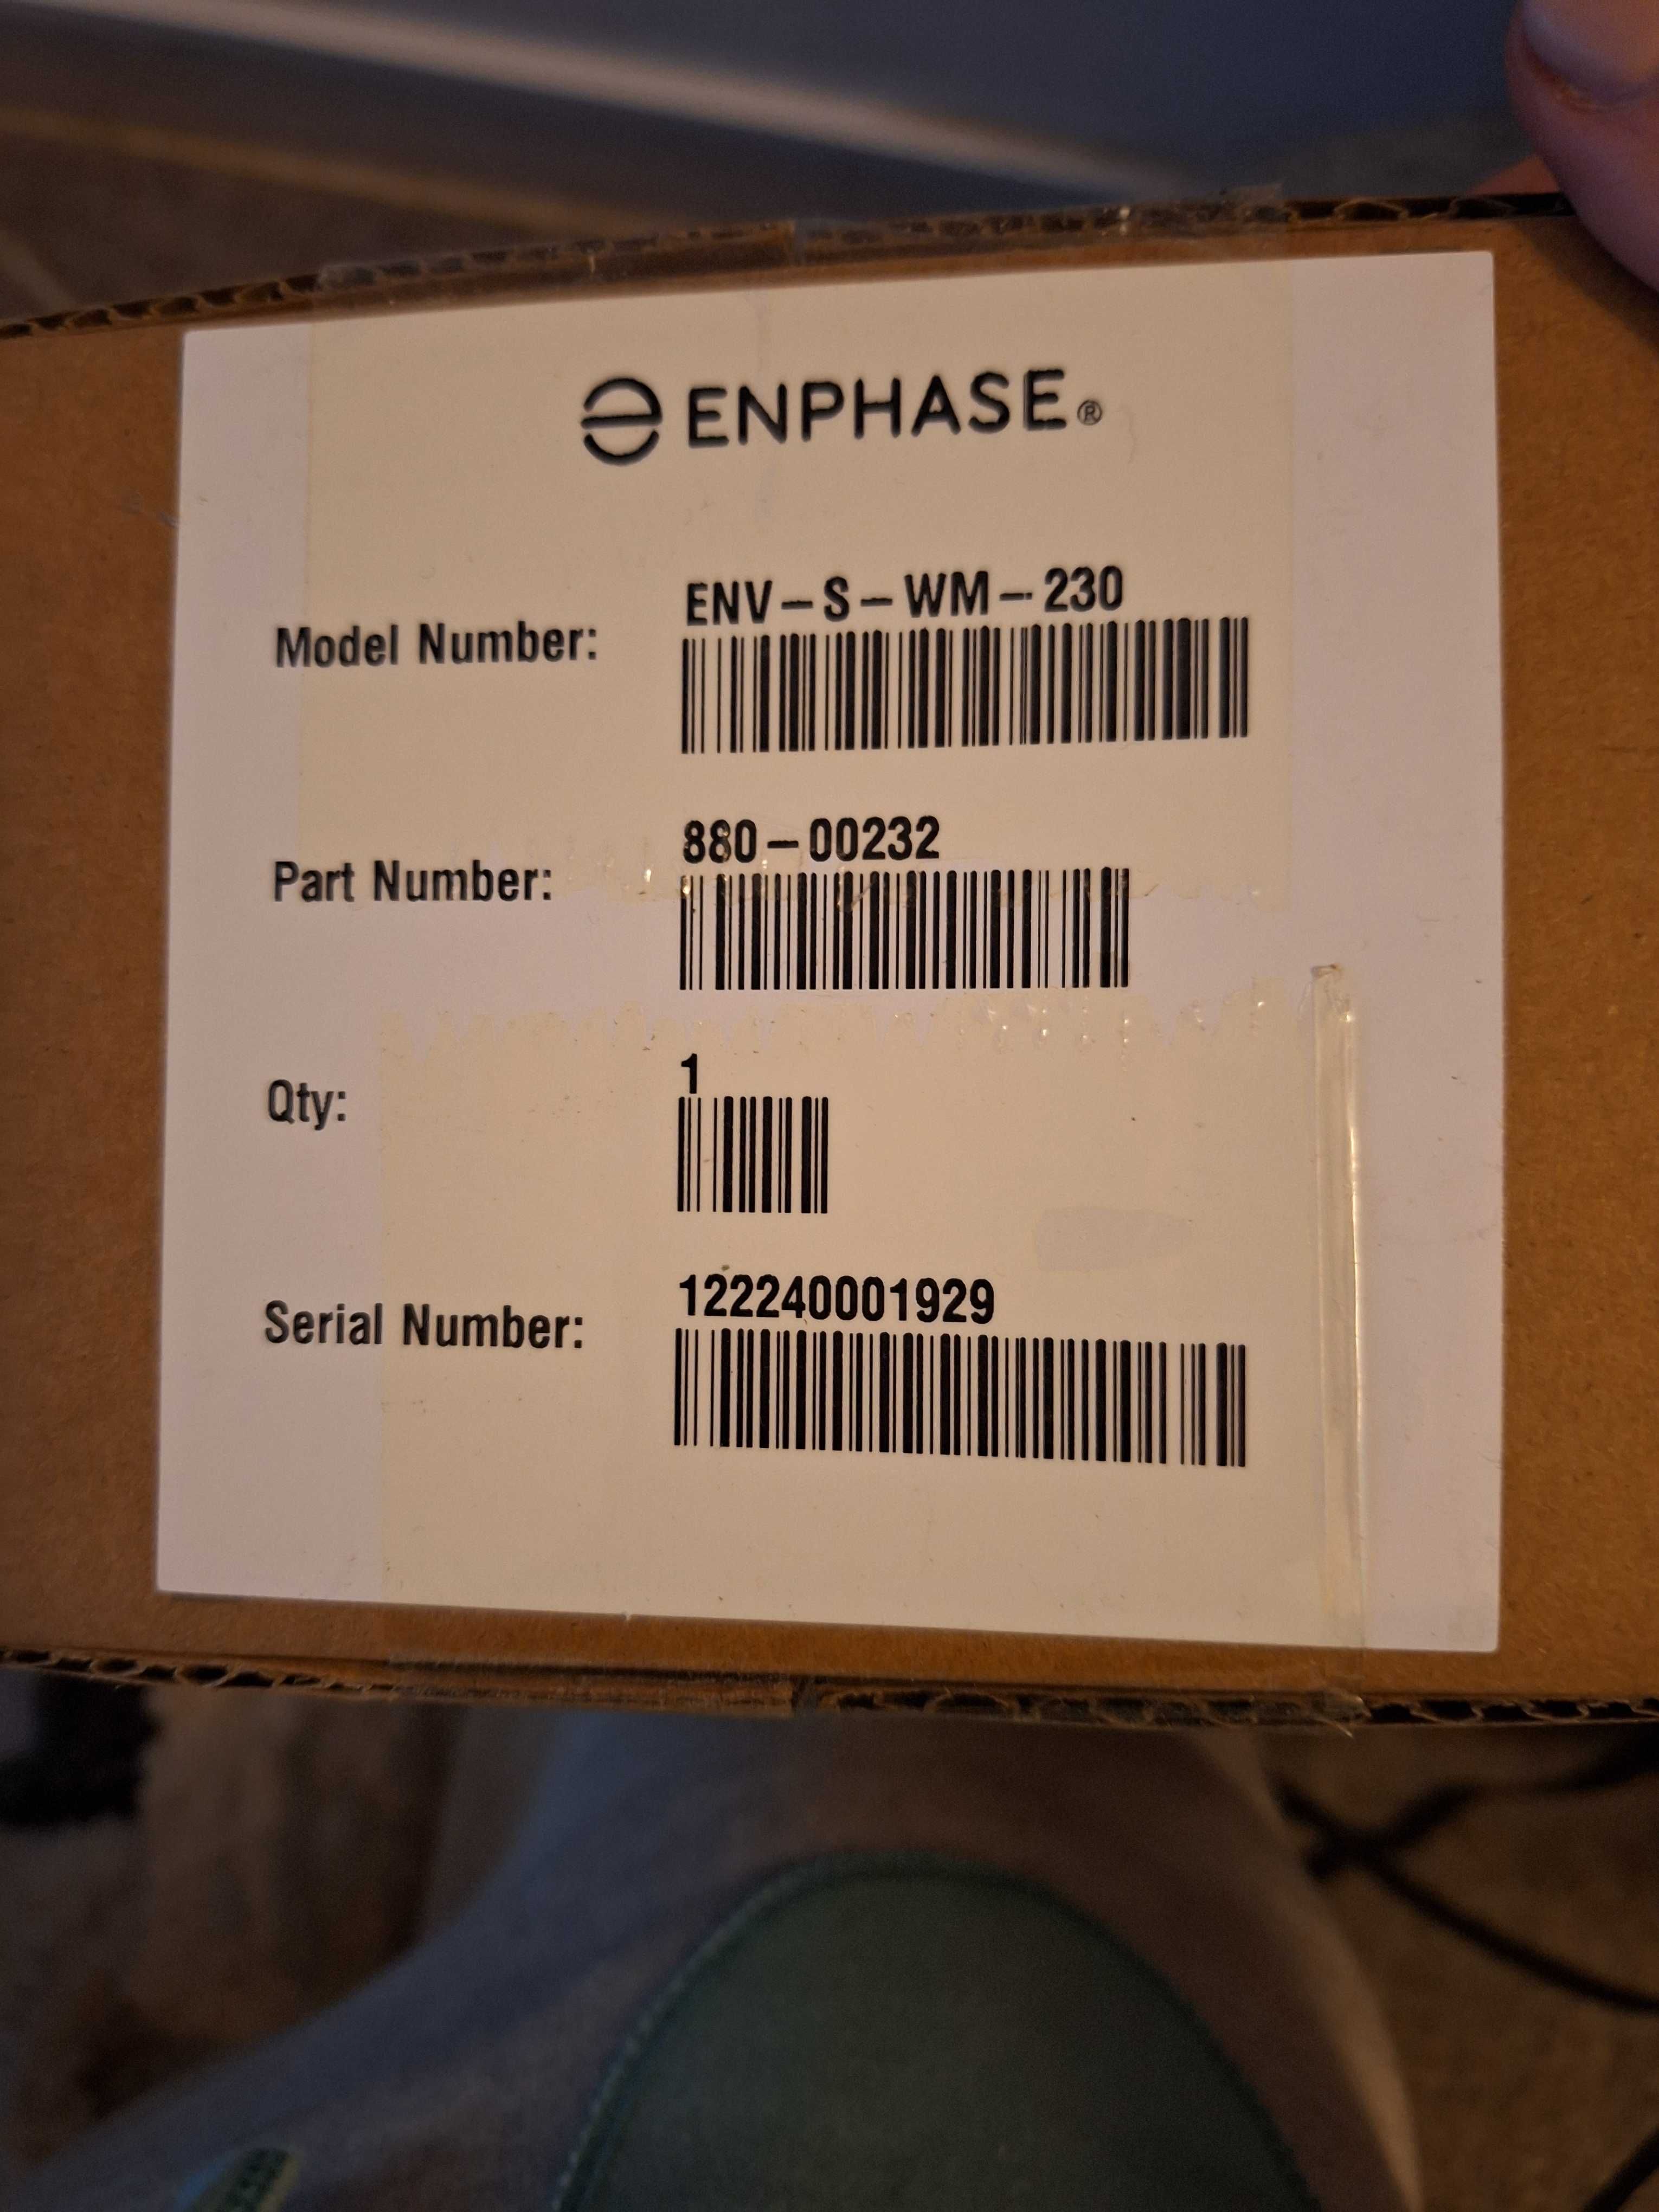 ENPHASE®
Model Number: ENV-S-WM-230
Part Number: 880-00232
Qty: 1
Serial Number: 122240001929